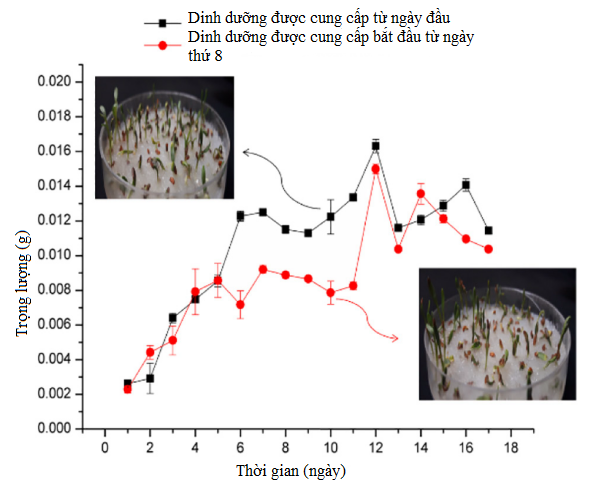 Dinh dưỡng được cung cấp từ ngày đầu
Dinh dưỡng được cung cấp bắt đầu từ ngày
thứ 8
0.020
0.018
0.016
0.014
0.012
0.010
0.008
0.006
0.004
0.002
0.000
Trọng lượng (g)
0 2 4 6 8 10 12 14 16 18
Thời gian (ngày)